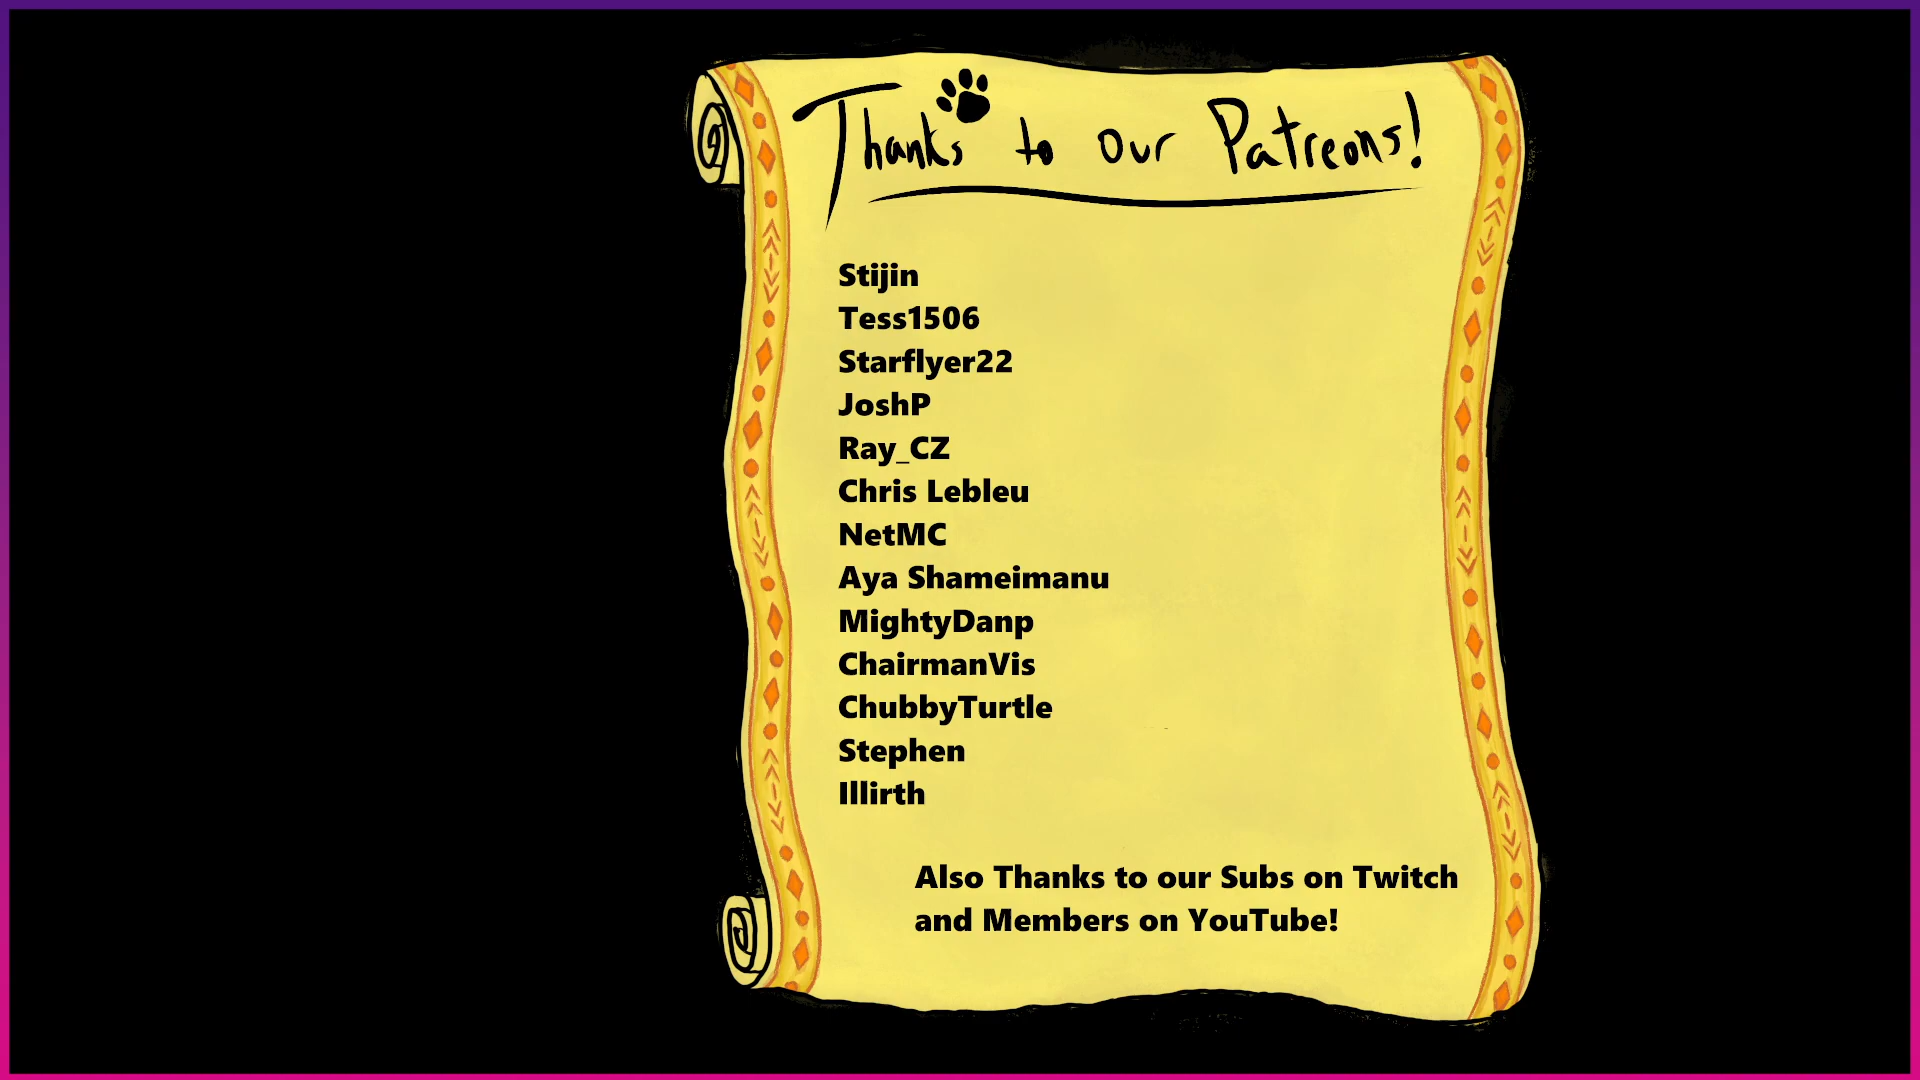 Thanks to our Patreons!
Stijin
Tess1506
Starflyer22
JoshP
Ray_CZ
Chris Lebleu
NetMC
Aya Shameimanu
MightyDanp
ChairmanVis
ChubbyTurtle
Stephen
Illirth
Also Thanks to our Subs on Twitch
and Members on YouTube!